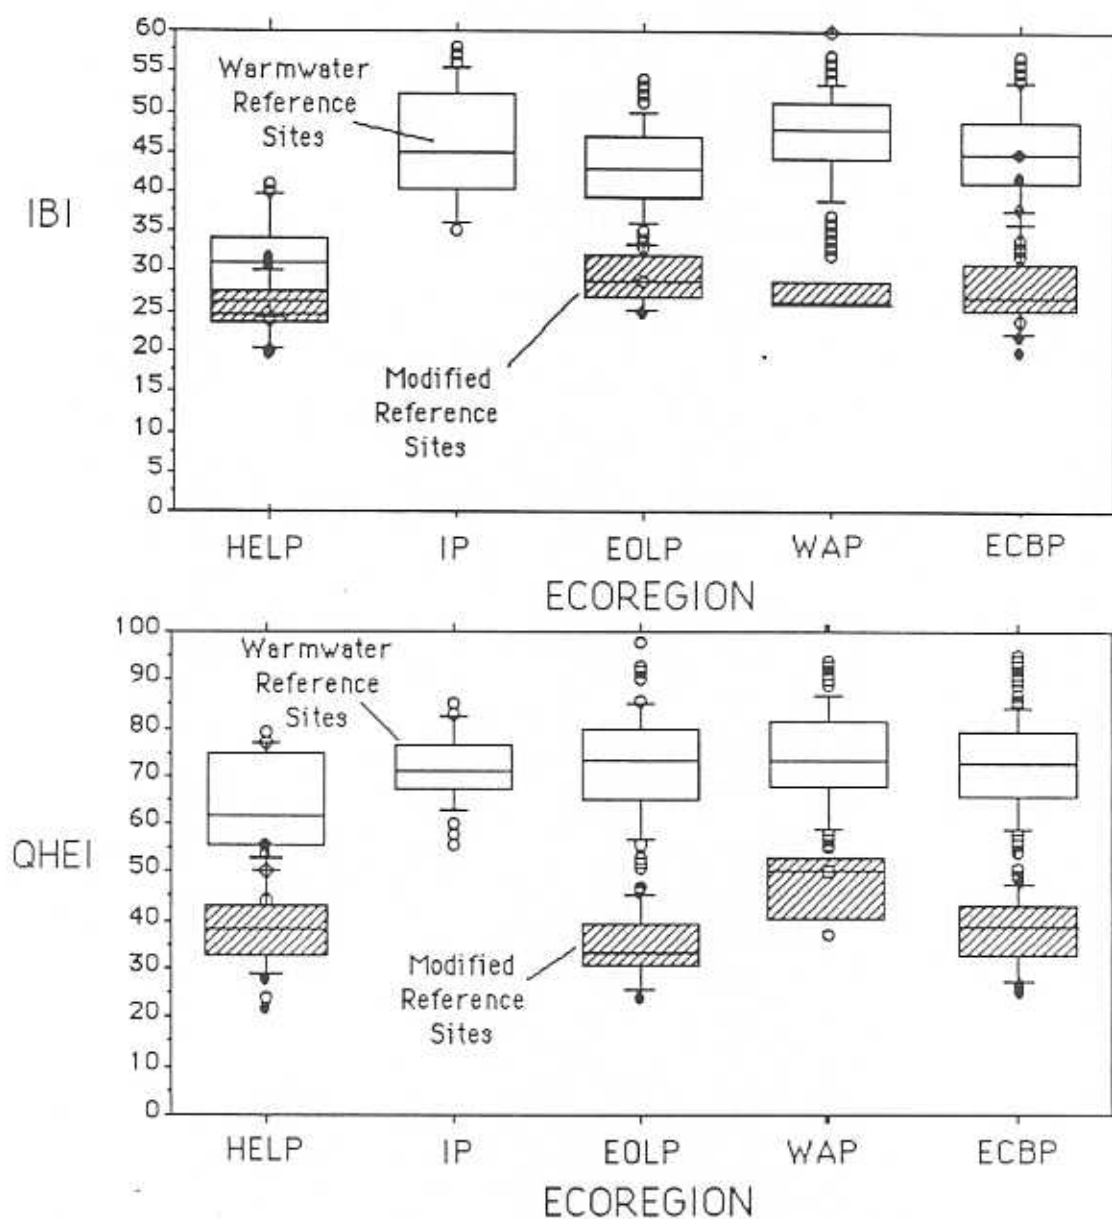 60
55
50
45
40
35
30
25
20
15
10
5
0
IBI
Warmwater
Reference
Sites
Modified
Reference
Sites
HELP IP EOLP WAP ECBP
ECOREGION
100
90
80
70
60
50
40
30
20
10
0
QHEI
Warmwater
Reference
Sites
Modified
Reference
Sites
HELP IP EOLP WAP ECBP
ECOREGION